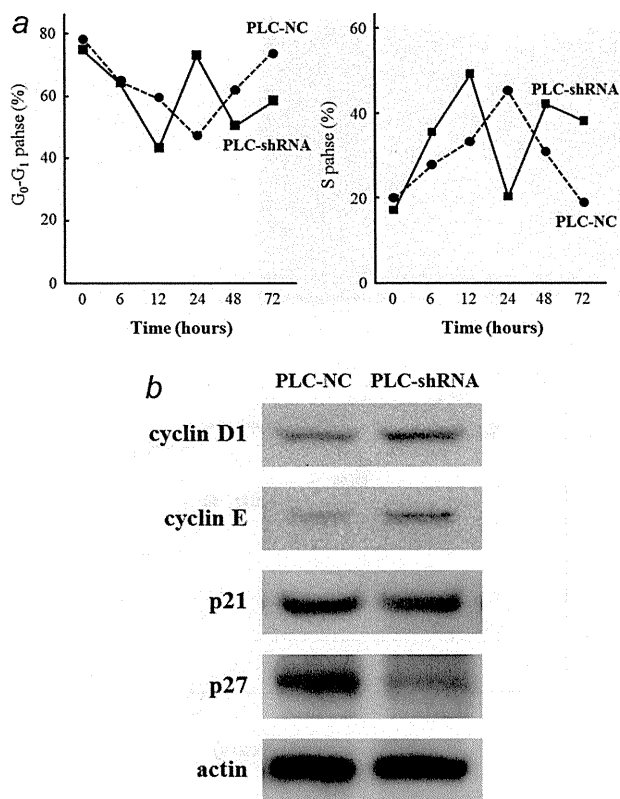 a
80
60
40
20
0
G0-G1 pahse (%)
PLC-NC
PLC-shRNA
0 6 12 24 48 72
Time (hours)
60
40
20
0
S pahse (%)
PLC-shRNA
PLC-NC
0 6 12 24 48 72
Time (hours)
b
PLC-NC PLC-shRNA
cyclin D1
cyclin E
p21
p27
actin